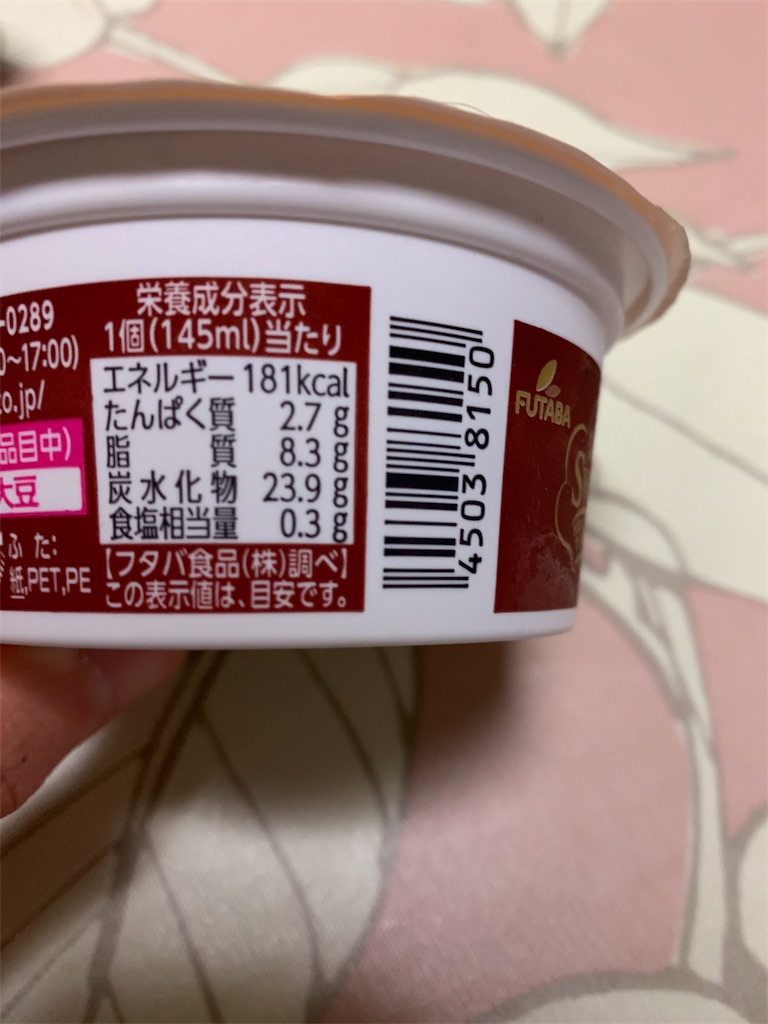 -0289
0~17:00)
co.jp/
品目中)
大豆
ふた:
紙,PET,PE
栄養成分表示
1個(145ml)当たり
エネルギー 181kcal
たんぱく質 2.7 g
脂質 8.3 g
炭水化物 23.9 g
食塩相当量 0.3 g
【フタバ食品(株)調べ】
この表示値は、目安です。
4503 8150
FUTABA